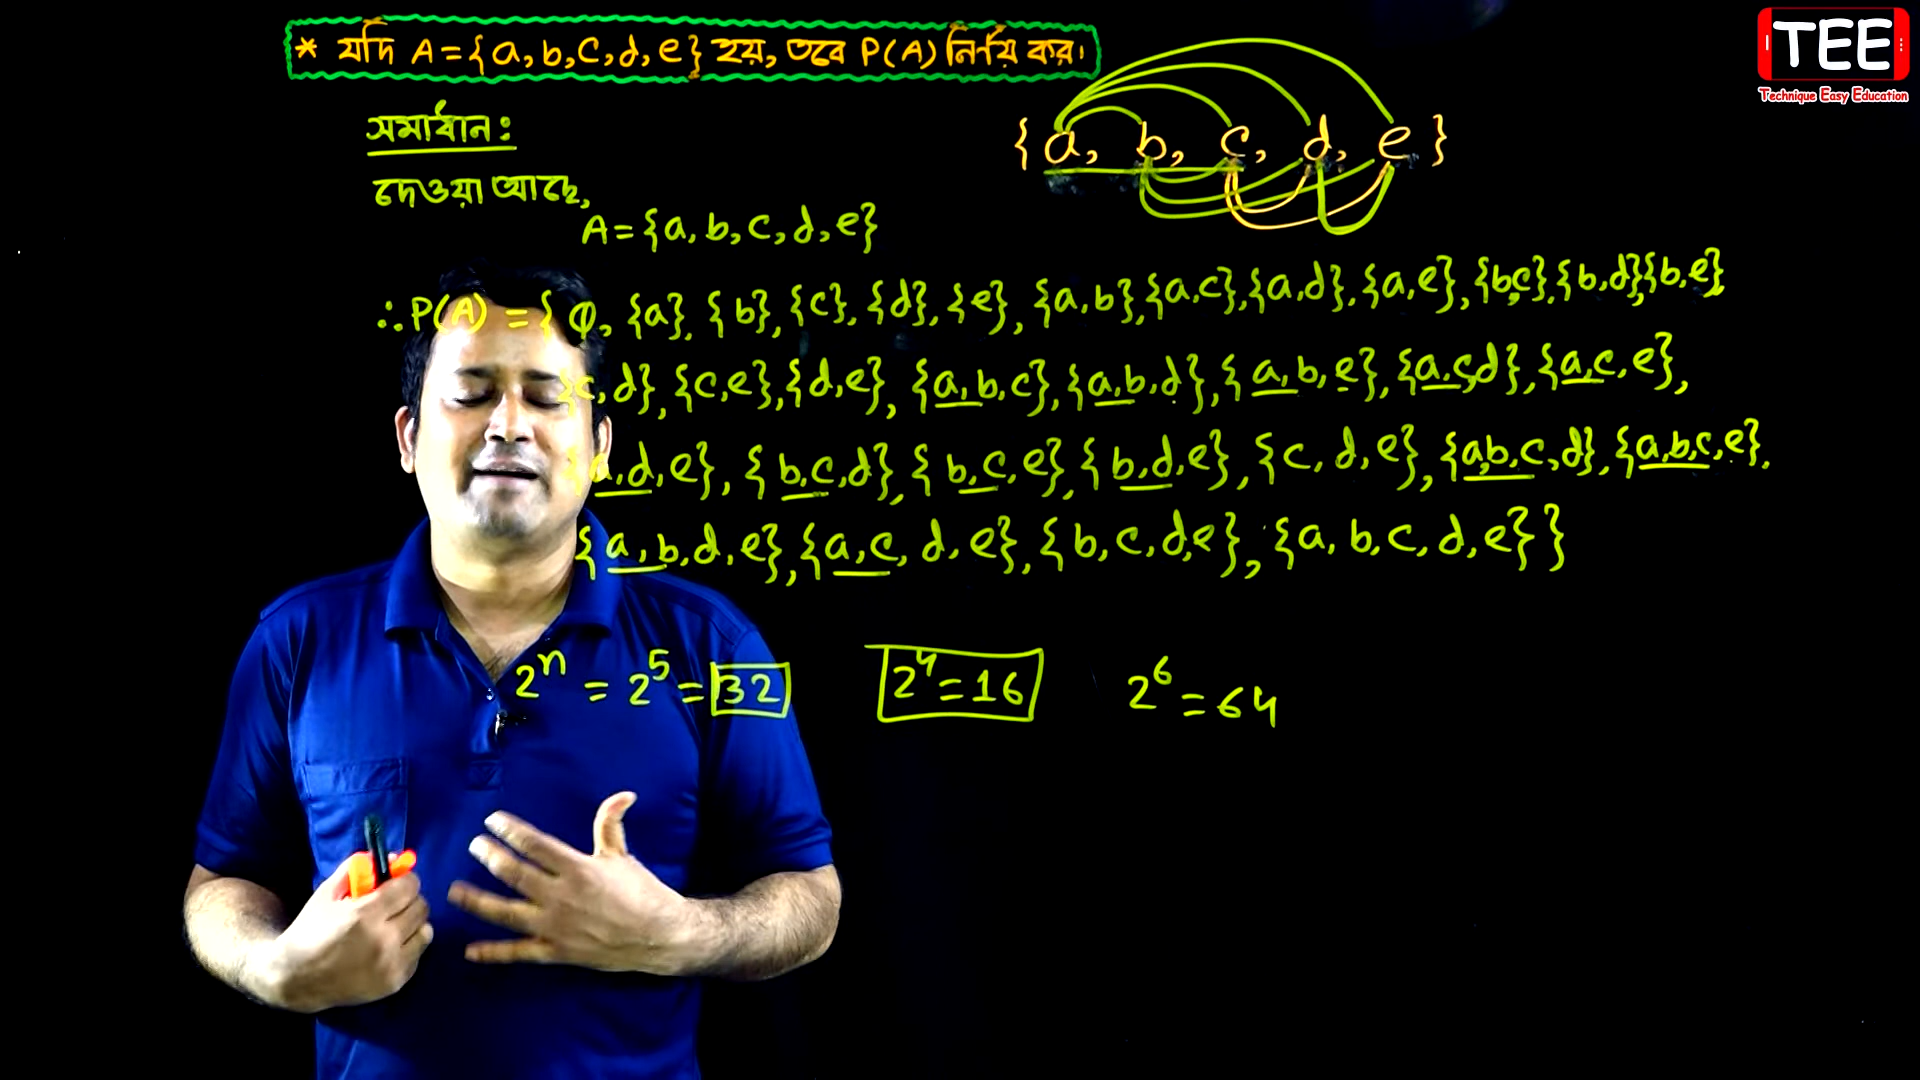 * যদি A={a,b,c,d,e} হয়, তবে P(A) নির্ণয় কর।
TEE
Technique Easy Education
সমাধান:
{a, b, c, d, e}
দেওয়া আছে,
A={a, b, c, d, e}
∴ P(A) = { φ, {a}, {b}, {c}, {d}, {e}, {a,b}, {a,c}, {a,d}, {a,e}, {b,c}, {b,d}, {b,e},
{c,d}, {c,e}, {d,e}, {a,b,c}, {a,b,d}, {a,b,e}, {a,c,d}, {a,c,e},
{a,d,e}, {b,c,d}, {b,c,e}, {b,d,e}, {c,d,e}, {a,b,c,d}, {a,b,c,e},
{a,b,d,e}, {a,c,d,e}, {b,c,d,e}, {a,b,c,d,e} }
2ⁿ = 2⁵ = 32 2⁴=16 2⁶=64